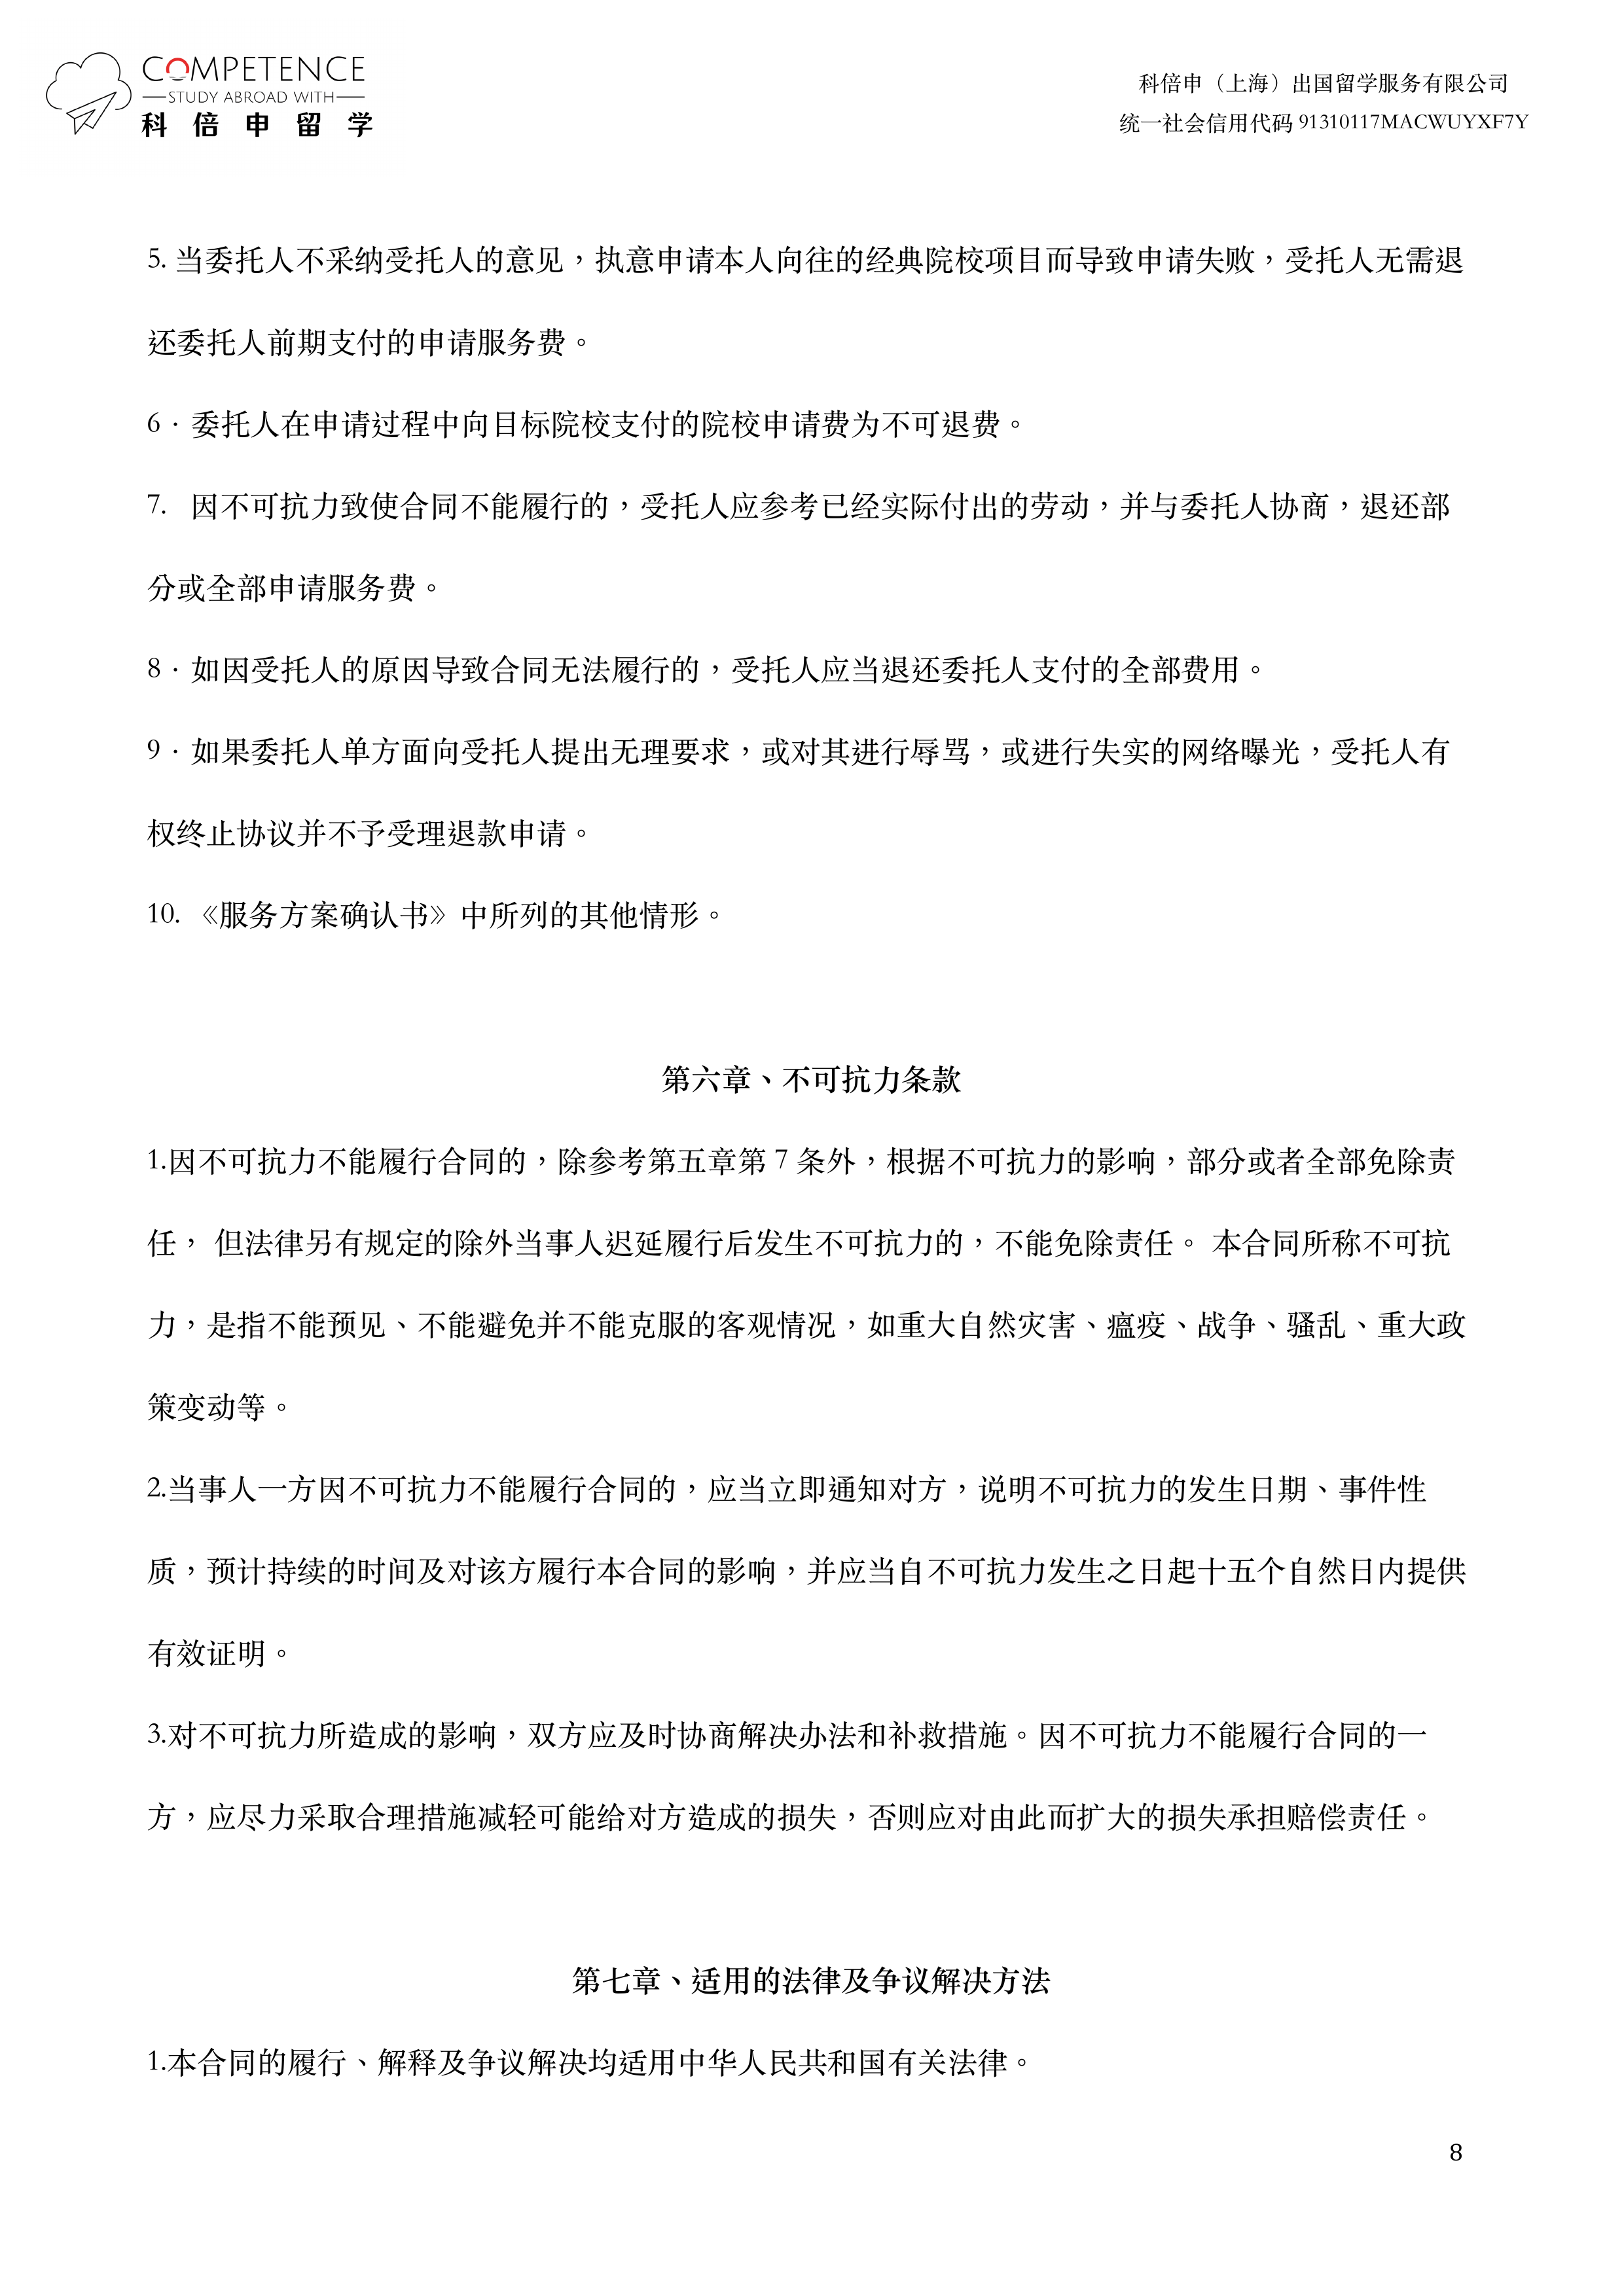 COMPETENCE
STUDY ABROAD WITH
科倍申留学
科倍申（上海）出国留学服务有限公司
统一社会信用代码 91310117MACWUYXF7Y
5. 当委托人不采纳受托人的意见，执意申请本人向往的经典院校项目而导致申请失败，受托人无需退
还委托人前期支付的申请服务费。
6．委托人在申请过程中向目标院校支付的院校申请费为不可退费。
7. 因不可抗力致使合同不能履行的，受托人应参考已经实际付出的劳动，并与委托人协商，退还部
分或全部申请服务费。
8．如因受托人的原因导致合同无法履行的，受托人应当退还委托人支付的全部费用。
9．如果委托人单方面向受托人提出无理要求，或对其进行辱骂，或进行失实的网络曝光，受托人有
权终止协议并不予受理退款申请。
10. 《服务方案确认书》中所列的其他情形。
第六章、不可抗力条款
1.因不可抗力不能履行合同的，除参考第五章第 7 条外，根据不可抗力的影响，部分或者全部免除责
任， 但法律另有规定的除外当事人迟延履行后发生不可抗力的，不能免除责任。 本合同所称不可抗
力，是指不能预见、不能避免并不能克服的客观情况，如重大自然灾害、瘟疫、战争、骚乱、重大政
策变动等。
2.当事人一方因不可抗力不能履行合同的，应当立即通知对方，说明不可抗力的发生日期、事件性
质，预计持续的时间及对该方履行本合同的影响，并应当自不可抗力发生之日起十五个自然日内提供
有效证明。
3.对不可抗力所造成的影响，双方应及时协商解决办法和补救措施。因不可抗力不能履行合同的一
方，应尽力采取合理措施减轻可能给对方造成的损失，否则应对由此而扩大的损失承担赔偿责任。
第七章、适用的法律及争议解决方法
1.本合同的履行、解释及争议解决均适用中华人民共和国有关法律。
8